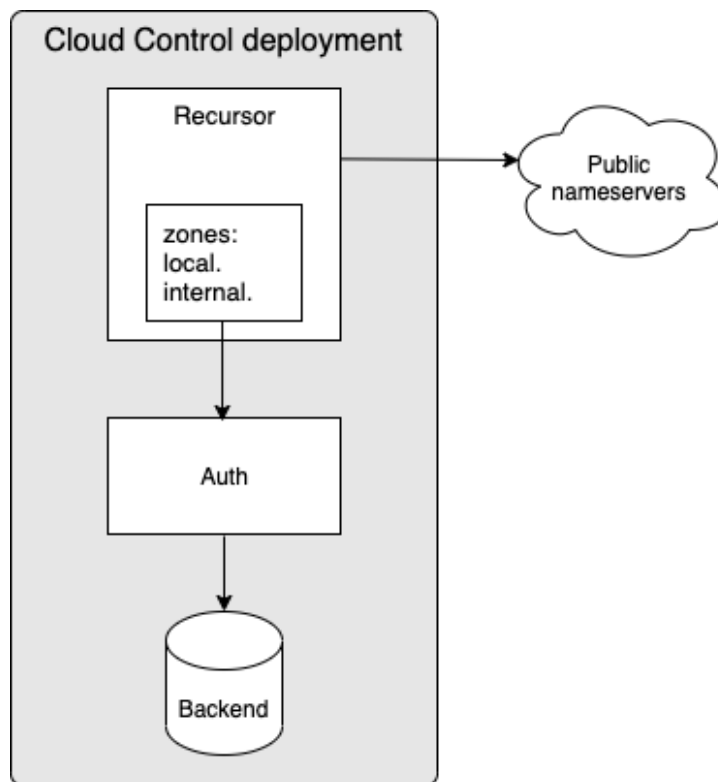 Cloud Control deployment
Recursor
Public
nameservers
zones:
local.
internal.
Auth
Backend